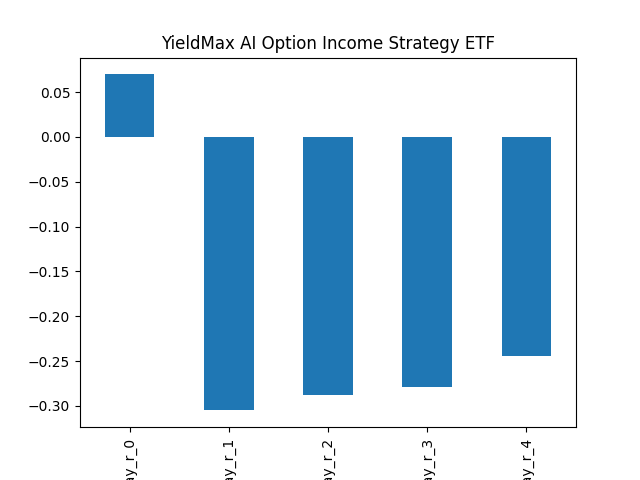 YieldMax AI Option Income Strategy ETF
0.05
0.00
−0.05
−0.10
−0.15
−0.20
−0.25
−0.30
ay_r_0
ay_r_1
ay_r_2
ay_r_3
ay_r_4